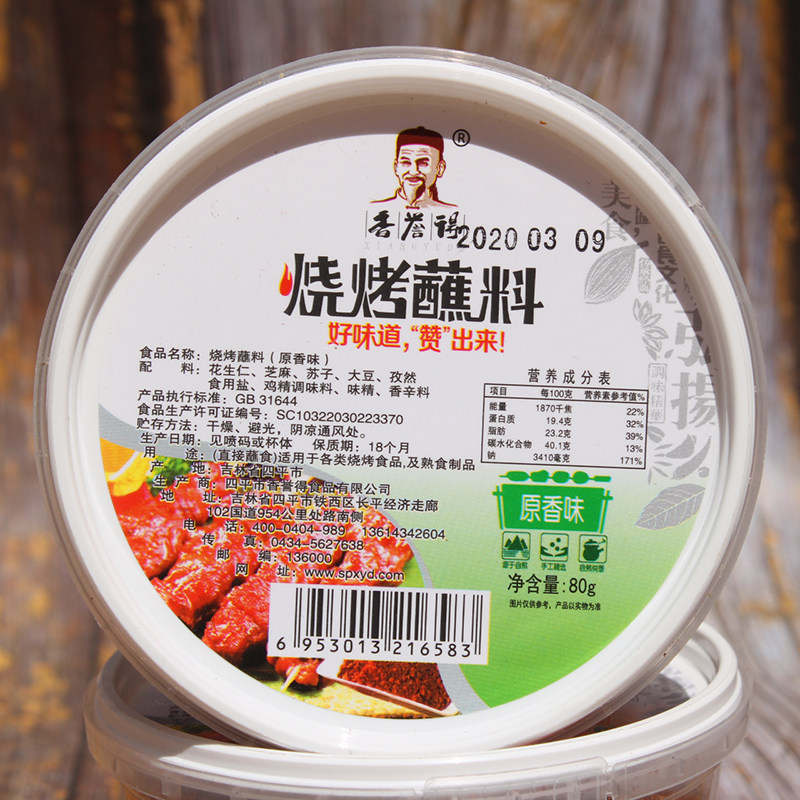 ®
香誉得
2020 03 09
烧烤蘸料
好味道，“赞”出来！
食品名称：烧烤蘸料（原香味）
配　　料：花生仁、芝麻、苏子、大豆、孜然
食用盐、鸡精调味料、味精、香辛料
产品执行标准：GB 31644
食品生产许可证编号：SC10322030223370
贮存方法：干燥、避光，阴凉通风处。
生产日期：见喷码或杯体　保质期：18个月
用　　途：(直接蘸食)适用于各类烧烤食品,及熟食制品
产　　地：吉林省四平市
生 产 商：四平市香誉得食品有限公司
地　　址：吉林省四平市铁西区长平经济走廊
102国道954公里处路南侧
电　　话：400-0404-989　13614342604
传　　真：0434-5627638
邮　　编：136000
网　　址：www.spxyd.com
6 953013 216583
营养成分表
项目　每100克　营养素参考值%
能量　1870千焦　22%
蛋白质　19.4克　32%
脂肪　23.2克　39%
碳水化合物　40.1克　13%
钠　3410毫克　171%
原香味
源于自然　手工精选　自然焖香
净含量：80g
图片仅供参考，产品以实物为准
美食
弘揚
調味精華